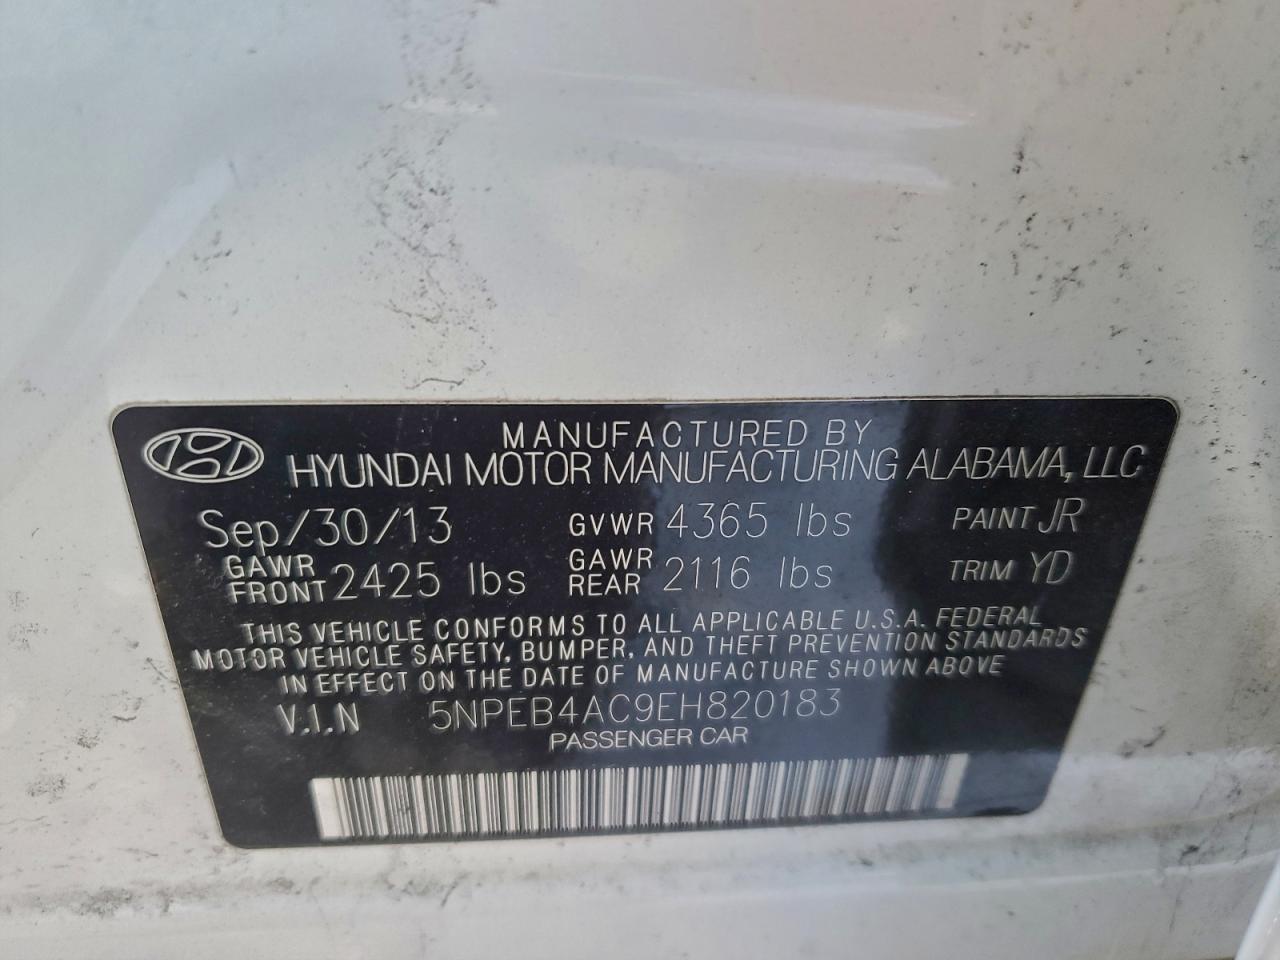 MANUFACTURED BY
HYUNDAI MOTOR MANUFACTURING ALABAMA, LLC
Sep/30/13 GVWR 4365 lbs PAINT JR
GAWR FRONT 2425 lbs GAWR REAR 2116 lbs TRIM YD
THIS VEHICLE CONFORMS TO ALL APPLICABLE U.S.A. FEDERAL
MOTOR VEHICLE SAFETY, BUMPER, AND THEFT PREVENTION STANDARDS
IN EFFECT ON THE DATE OF MANUFACTURE SHOWN ABOVE
V.I.N 5NPEB4AC9EH820183
PASSENGER CAR